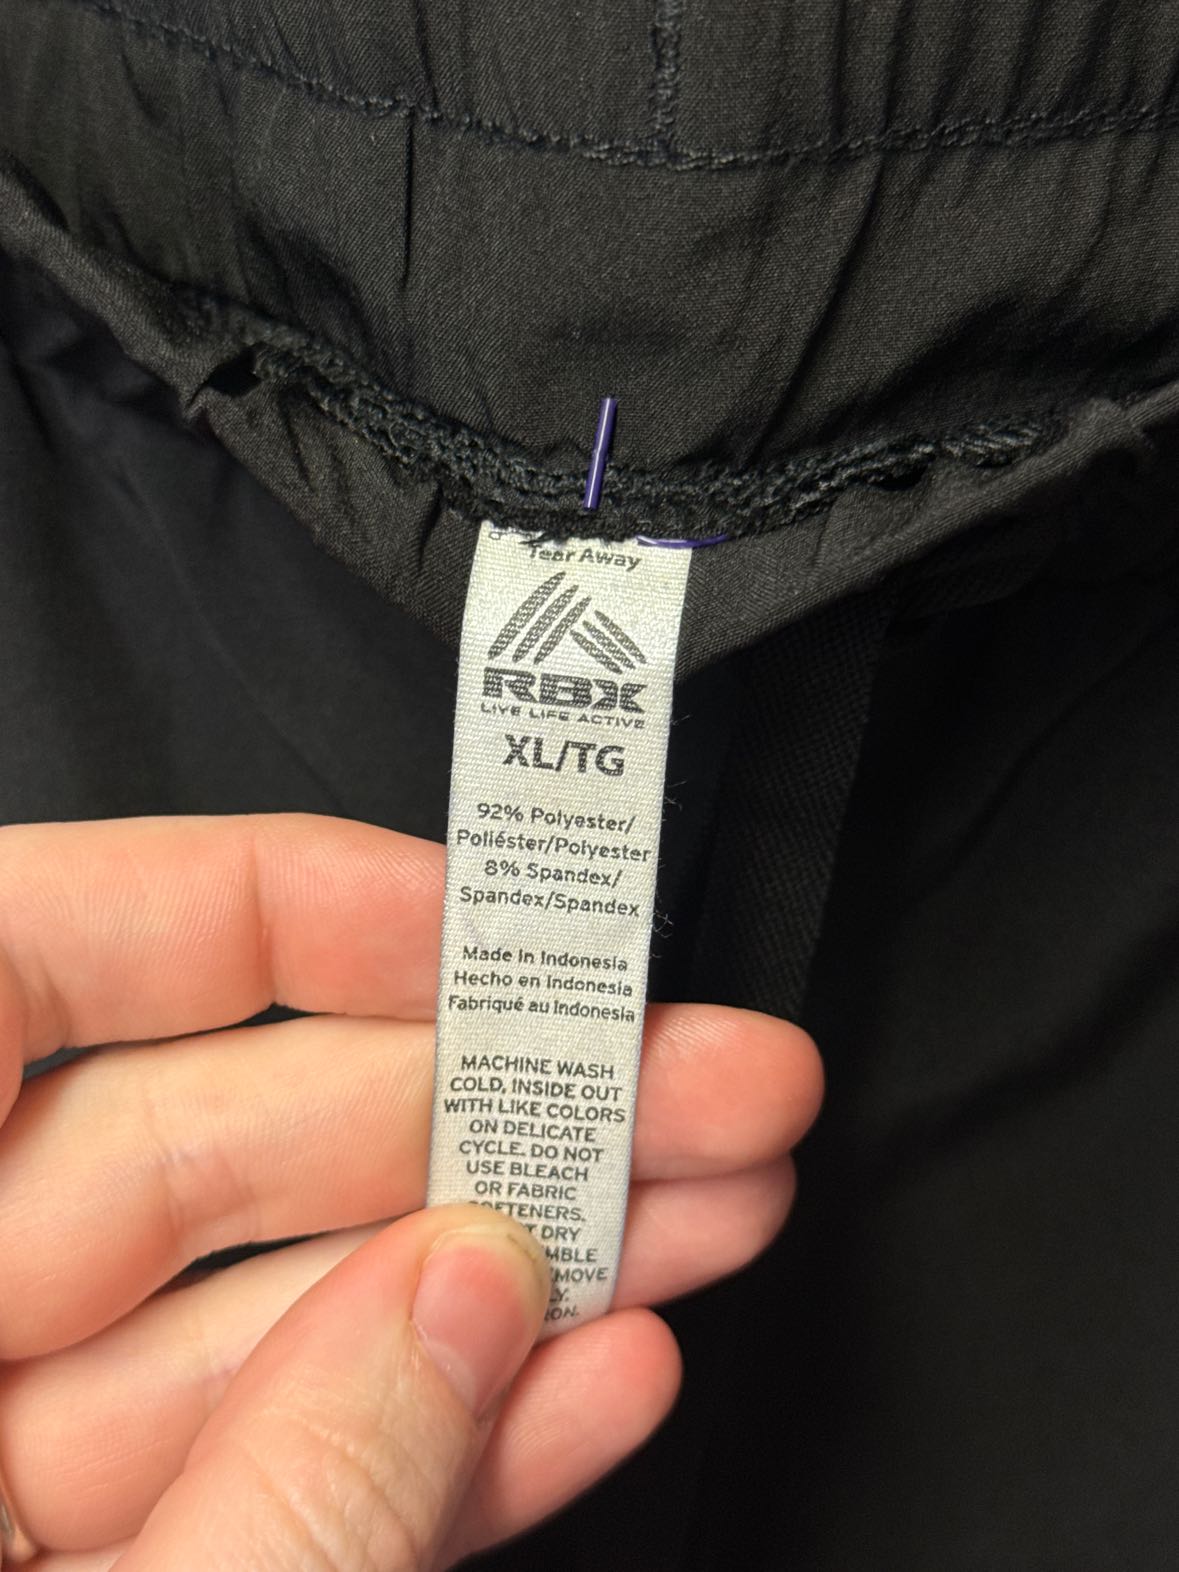 Tear Away
RBX
LIVE LIFE ACTIVE
XL/TG
92% Polyester/
Poliéster/Polyester
8% Spandex/
Spandex/Spandex
Made in Indonesia
Hecho en Indonesia
Fabriqué au Indonesia
MACHINE WASH
COLD, INSIDE OUT
WITH LIKE COLORS
ON DELICATE
CYCLE. DO NOT
USE BLEACH
OR FABRIC
SOFTENERS.
DRY